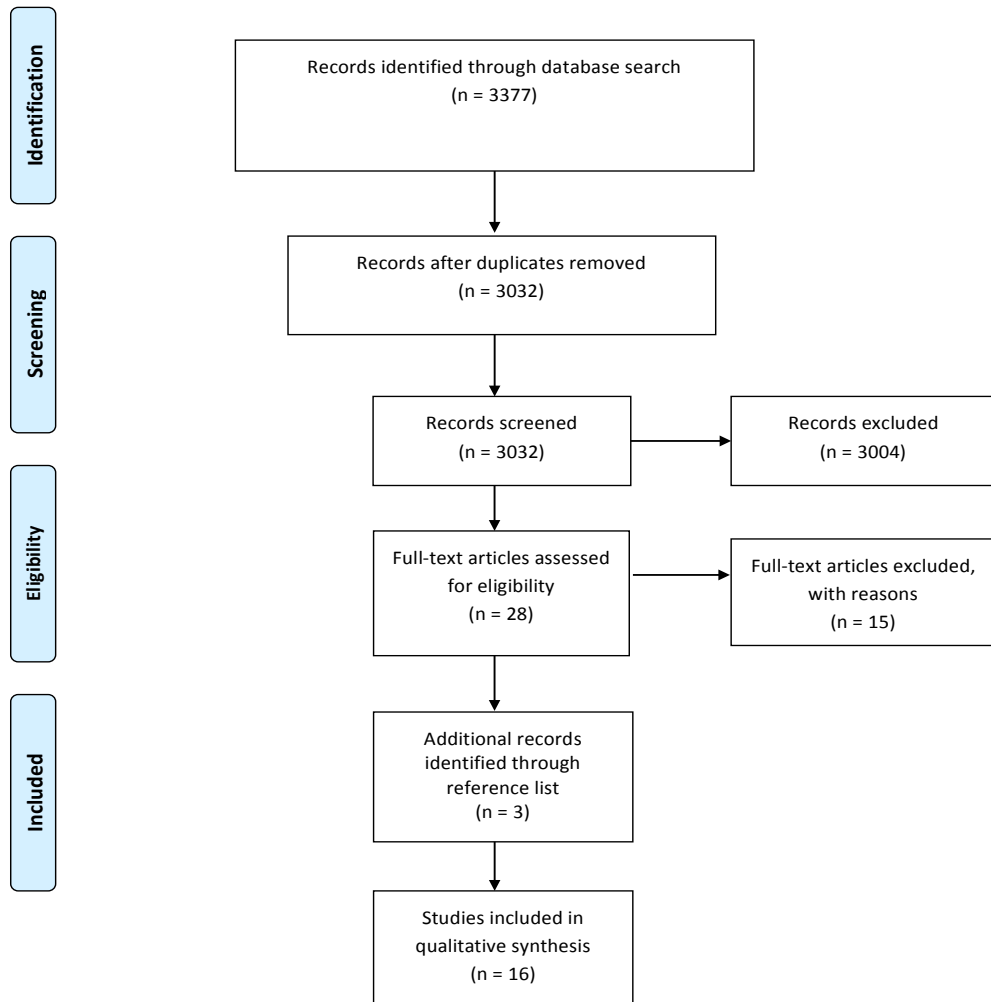 Identification
Records identified through database search
(n = 3377)
Screening
Records after duplicates removed
(n = 3032)
Records screened
(n = 3032)
Records excluded
(n = 3004)
Eligibility
Full-text articles assessed
for eligibility
(n = 28)
Full-text articles excluded,
with reasons
(n = 15)
Included
Additional records
identified through
reference list
(n = 3)
Studies included in
qualitative synthesis
(n = 16)